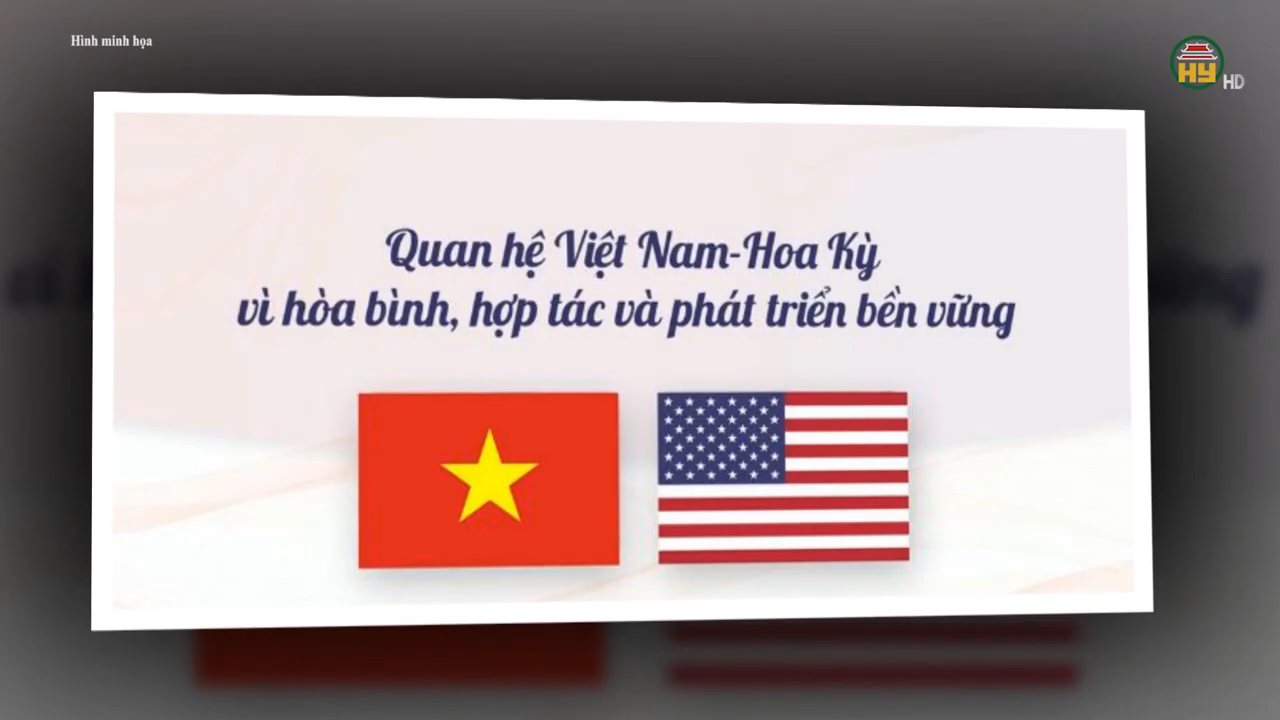 Hình minh họa
HY HD
Quan hệ Việt Nam-Hoa Kỳ
vì hòa bình, hợp tác và phát triển bền vững